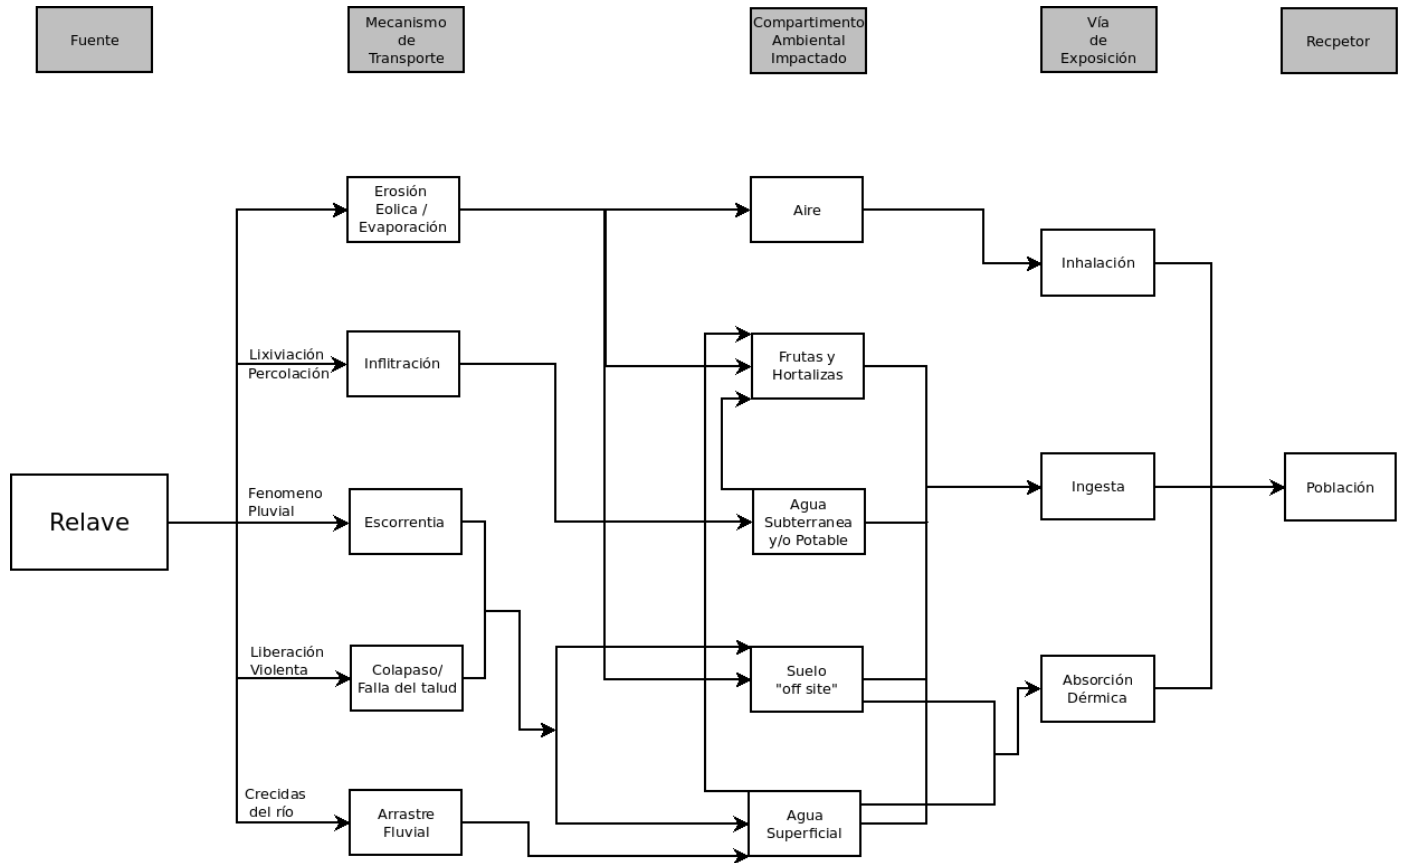 Fuente
Mecanismo
de
Transporte
Compartimento
Ambiental
Impactado
Vía
de
Exposición
Recpetor
Erosión
Eolica /
Evaporación
Aire
Inhalación
Lixiviación
Percolación
Inflitración
Frutas y
Hortalizas
Relave
Fenomeno
Pluvial
Escorrentia
Agua
Subterranea
y/o Potable
Ingesta
Población
Liberación
Violenta
Colapaso/
Falla del talud
Suelo
"off site"
Absorción
Dérmica
Crecidas
del río
Arrastre
Fluvial
Agua
Superficial